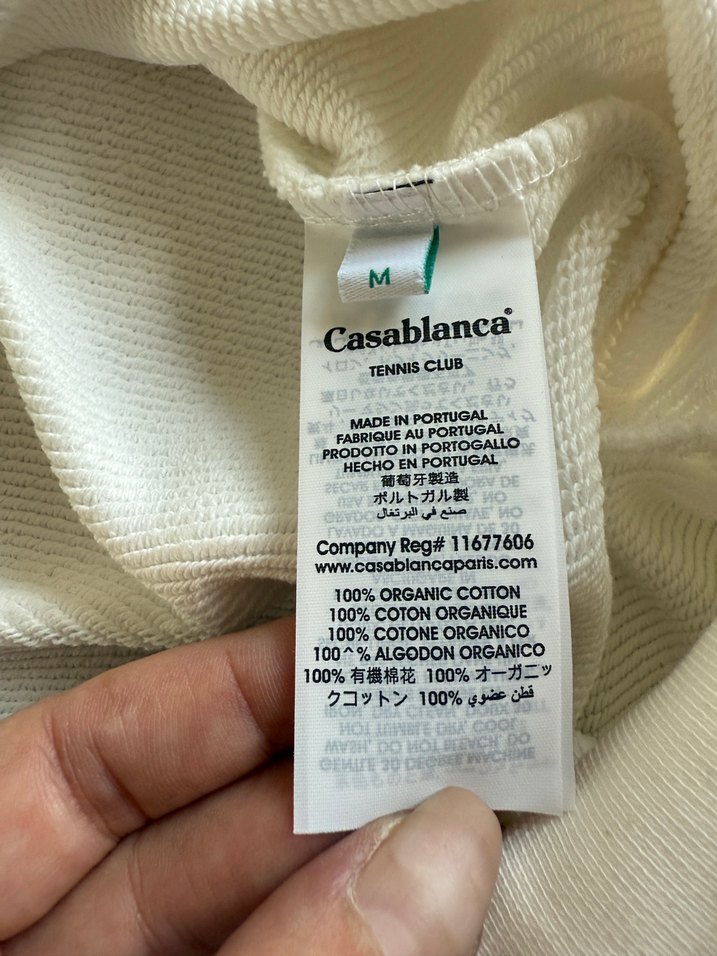 M
Casablanca®
TENNIS CLUB
MADE IN PORTUGAL
FABRIQUE AU PORTUGAL
PRODOTTO IN PORTOGALLO
HECHO EN PORTUGAL
葡萄牙製造
ポルトガル製
صنع في البرتغال
Company Reg# 11677606
www.casablancaparis.com
100% ORGANIC COTTON
100% COTON ORGANIQUE
100% COTONE ORGANICO
100^% ALGODON ORGANICO
100% 有機棉花 100% オーガニッ
クコットン 100% قطن عضوي